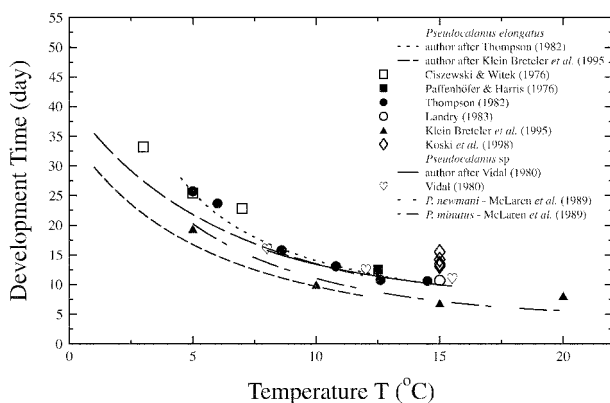 55
50
45
40
35
30
25
20
15
10
5
0
Development Time (day)
Pseudocalanus elongatus
author after Thompson (1982)
author after Klein Breteler et al. 1995
Ciszewski & Witek (1976)
Paffenhöfer & Harris (1976)
Thompson (1982)
Landry (1983)
Klein Breteler et al. (1995)
Koski et al. (1998)
Pseudocalanus sp
author after Vidal (1980)
Vidal (1980)
P. newmani - McLaren et al. (1989)
P. minutus - McLaren et al. (1989)
0 5 10 15 20
Temperature T (°C)